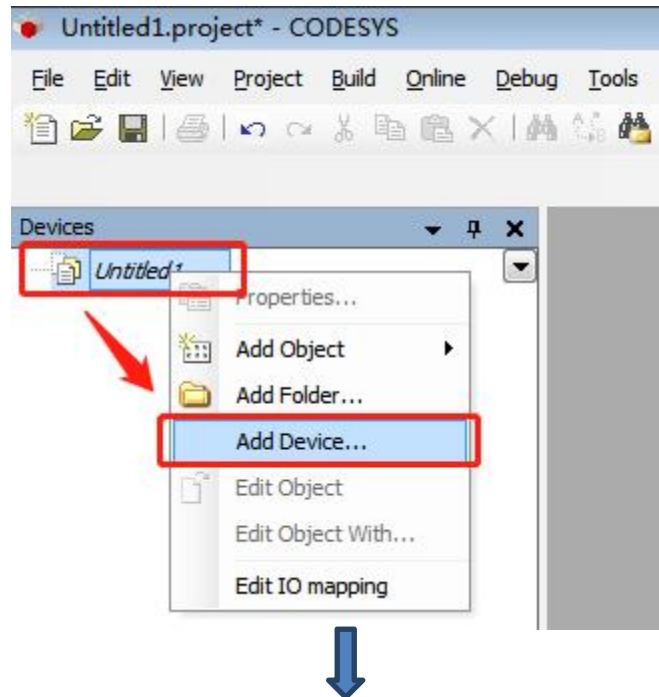 Untitled1.project* - CODESYS
File Edit View Project Build Online Debug Tools
Devices
Untitled1
Properties...
Add Object
Add Folder...
Add Device...
Edit Object
Edit Object With...
Edit IO mapping